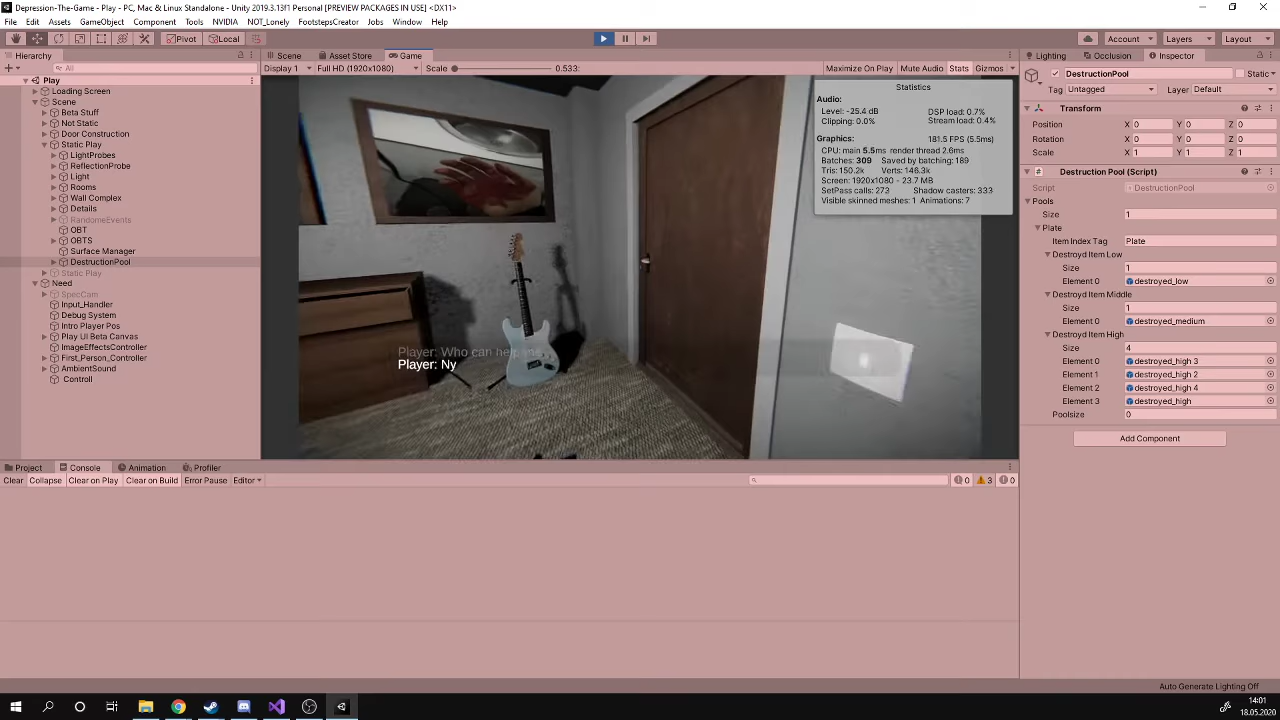 Depression-The-Game - Play - PC, Mac & Linux Standalone - Unity 2019.3.13f1 Personal [PREVIEW PACKAGES IN USE] <DX11>
File Edit Assets GameObject Component Tools NVIDIA NOT_Lonely FootstepsCreator Jobs Window Help
Pivot Local Account Layers Layout
Hierarchy
All
Play
Loading Screen
Scene
Beta Stuff
Not Static
Door Construction
Static Play
LightProbes
ReflectionProbe
Light
Rooms
Wall Complex
Details
RandomeEvents
OBT
OBTS
Surface Manager
DestructionPool
Static Play
Need
SpecCam
Input_Handler
Debug System
Intro Player Pos
Play UI Beta Canvas
ImageEffectsController
First_Person_Controller
AmbientSound
Controll
Scene Asset Store Game
Display 1 Full HD (1920x1080) Scale 0.533: Maximize On Play Mute Audio Stats Gizmos
Statistics
Audio:
Level: -25.4 dB DSP load: 0.7%
Clipping: 0.0% Stream load: 0.4%
Graphics: 181.5 FPS (5.5ms)
CPU: main 5.5ms render thread 2.6ms
Batches: 309 Saved by batching: 189
Tris: 150.2k Verts: 146.3k
Screen: 1920x1080 - 23.7 MB
SetPass calls: 273 Shadow casters: 333
Visible skinned meshes: 1 Animations: 7
Player: Who can help me
Player: Ny
Project Console Animation Profiler
Clear Collapse Clear on Play Clear on Build Error Pause Editor 0 3 0
Lighting Occlusion Inspector
DestructionPool Static
Tag Untagged Layer Default
Transform
Position X 0 Y 0 Z 0
Rotation X 0 Y 0 Z 0
Scale X 1 Y 1 Z 1
Destruction Pool (Script)
Script DestructionPool
Pools
Size 1
Plate
Item Index Tag Plate
Destroyd Item Low
Size 1
Element 0 destroyed_low
Destroyd Item Middle
Size 1
Element 0 destroyed_medium
Destroyd Item High
Size 4
Element 0 destroyed_high 3
Element 1 destroyed_high 2
Element 2 destroyed_high 4
Element 3 destroyed_high
Poolsize 0
Add Component
Auto Generate Lighting Off
14:01
18.05.2020